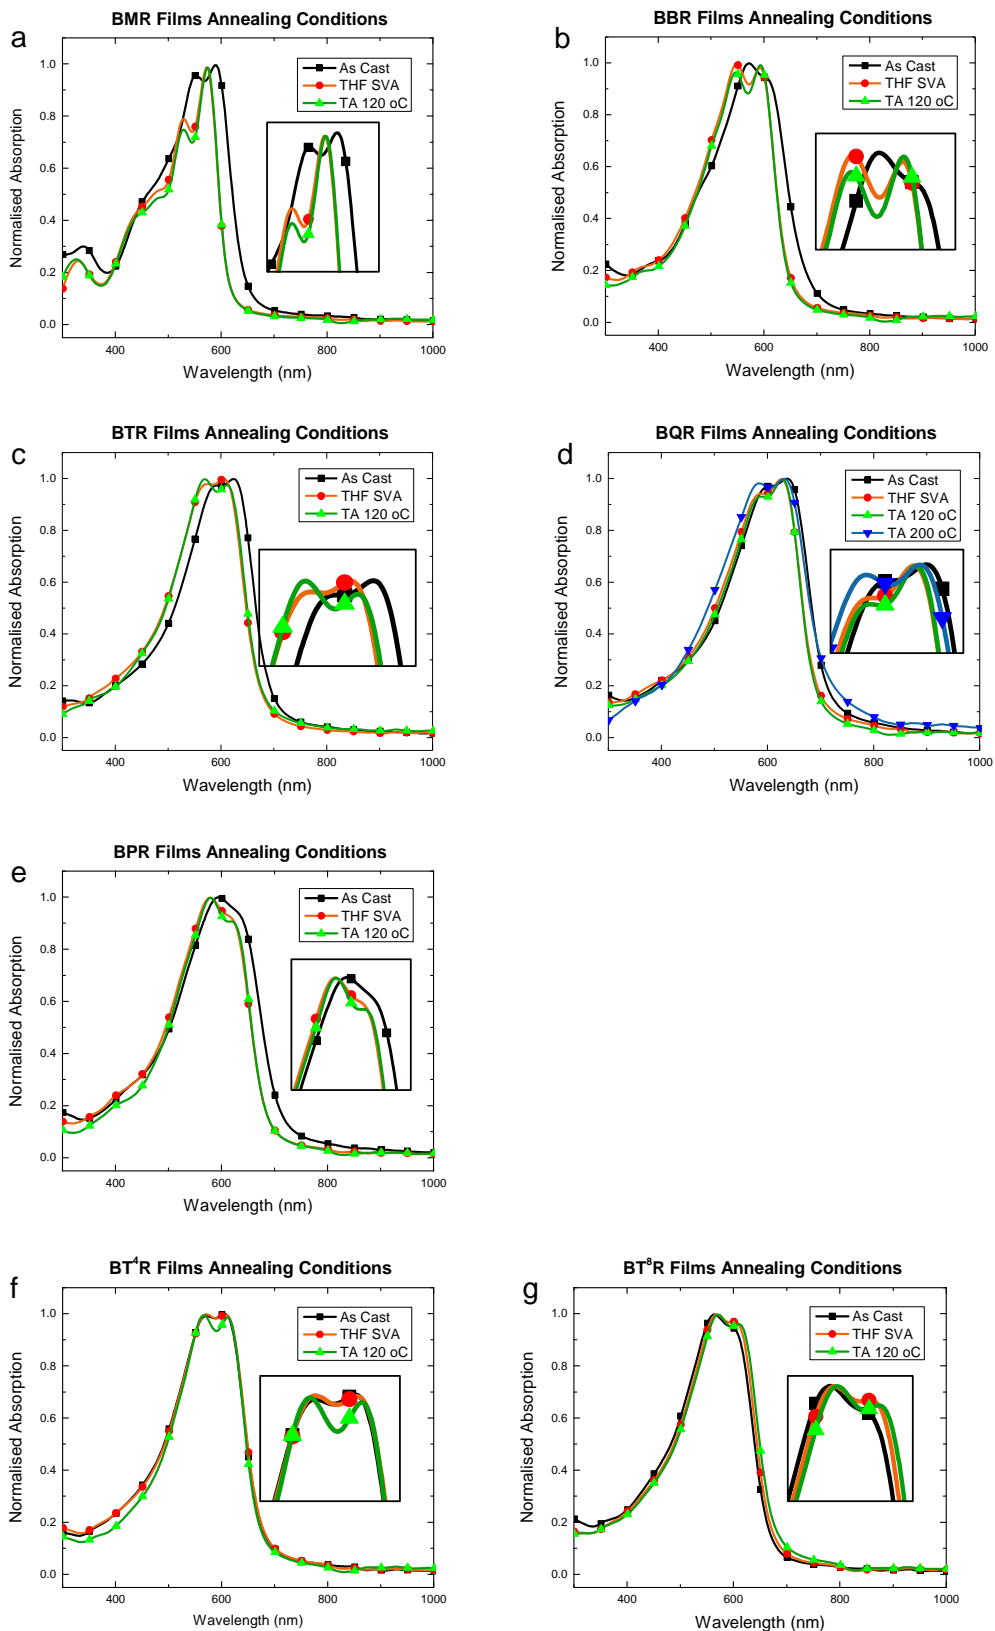 a
BMR Films Annealing Conditions
As Cast
THF SVA
TA 120 oC
1.0
0.8
0.6
0.4
0.2
0.0
Normalised Absorption
400
600
800
1000
Wavelength (nm)
b
BBR Films Annealing Conditions
As Cast
THF SVA
TA 120 oC
1.0
0.8
0.6
0.4
0.2
0.0
Normalised Absorption
400
600
800
1000
Wavelength (nm)
c
BTR Films Annealing Conditions
As Cast
THF SVA
TA 120 oC
1.0
0.8
0.6
0.4
0.2
0.0
Normalised Absorption
400
600
800
1000
Wavelength (nm)
d
BQR Films Annealing Conditions
As Cast
THF SVA
TA 120 oC
TA 200 oC
1.0
0.8
0.6
0.4
0.2
0.0
Normalised Absorption
400
600
800
1000
Wavelength (nm)
e
BPR Films Annealing Conditions
As Cast
THF SVA
TA 120 oC
1.0
0.8
0.6
0.4
0.2
0.0
Normalised Absorption
400
600
800
1000
Wavelength (nm)
f
BT⁴R Films Annealing Conditions
As Cast
THF SVA
TA 120 oC
1.0
0.8
0.6
0.4
0.2
0.0
Normalised Absorption
400
600
800
1000
Wavelength (nm)
g
BT⁸R Films Annealing Conditions
As Cast
THF SVA
TA 120 oC
1.0
0.8
0.6
0.4
0.2
0.0
Normalised Absorption
400
600
800
1000
Wavelength (nm)